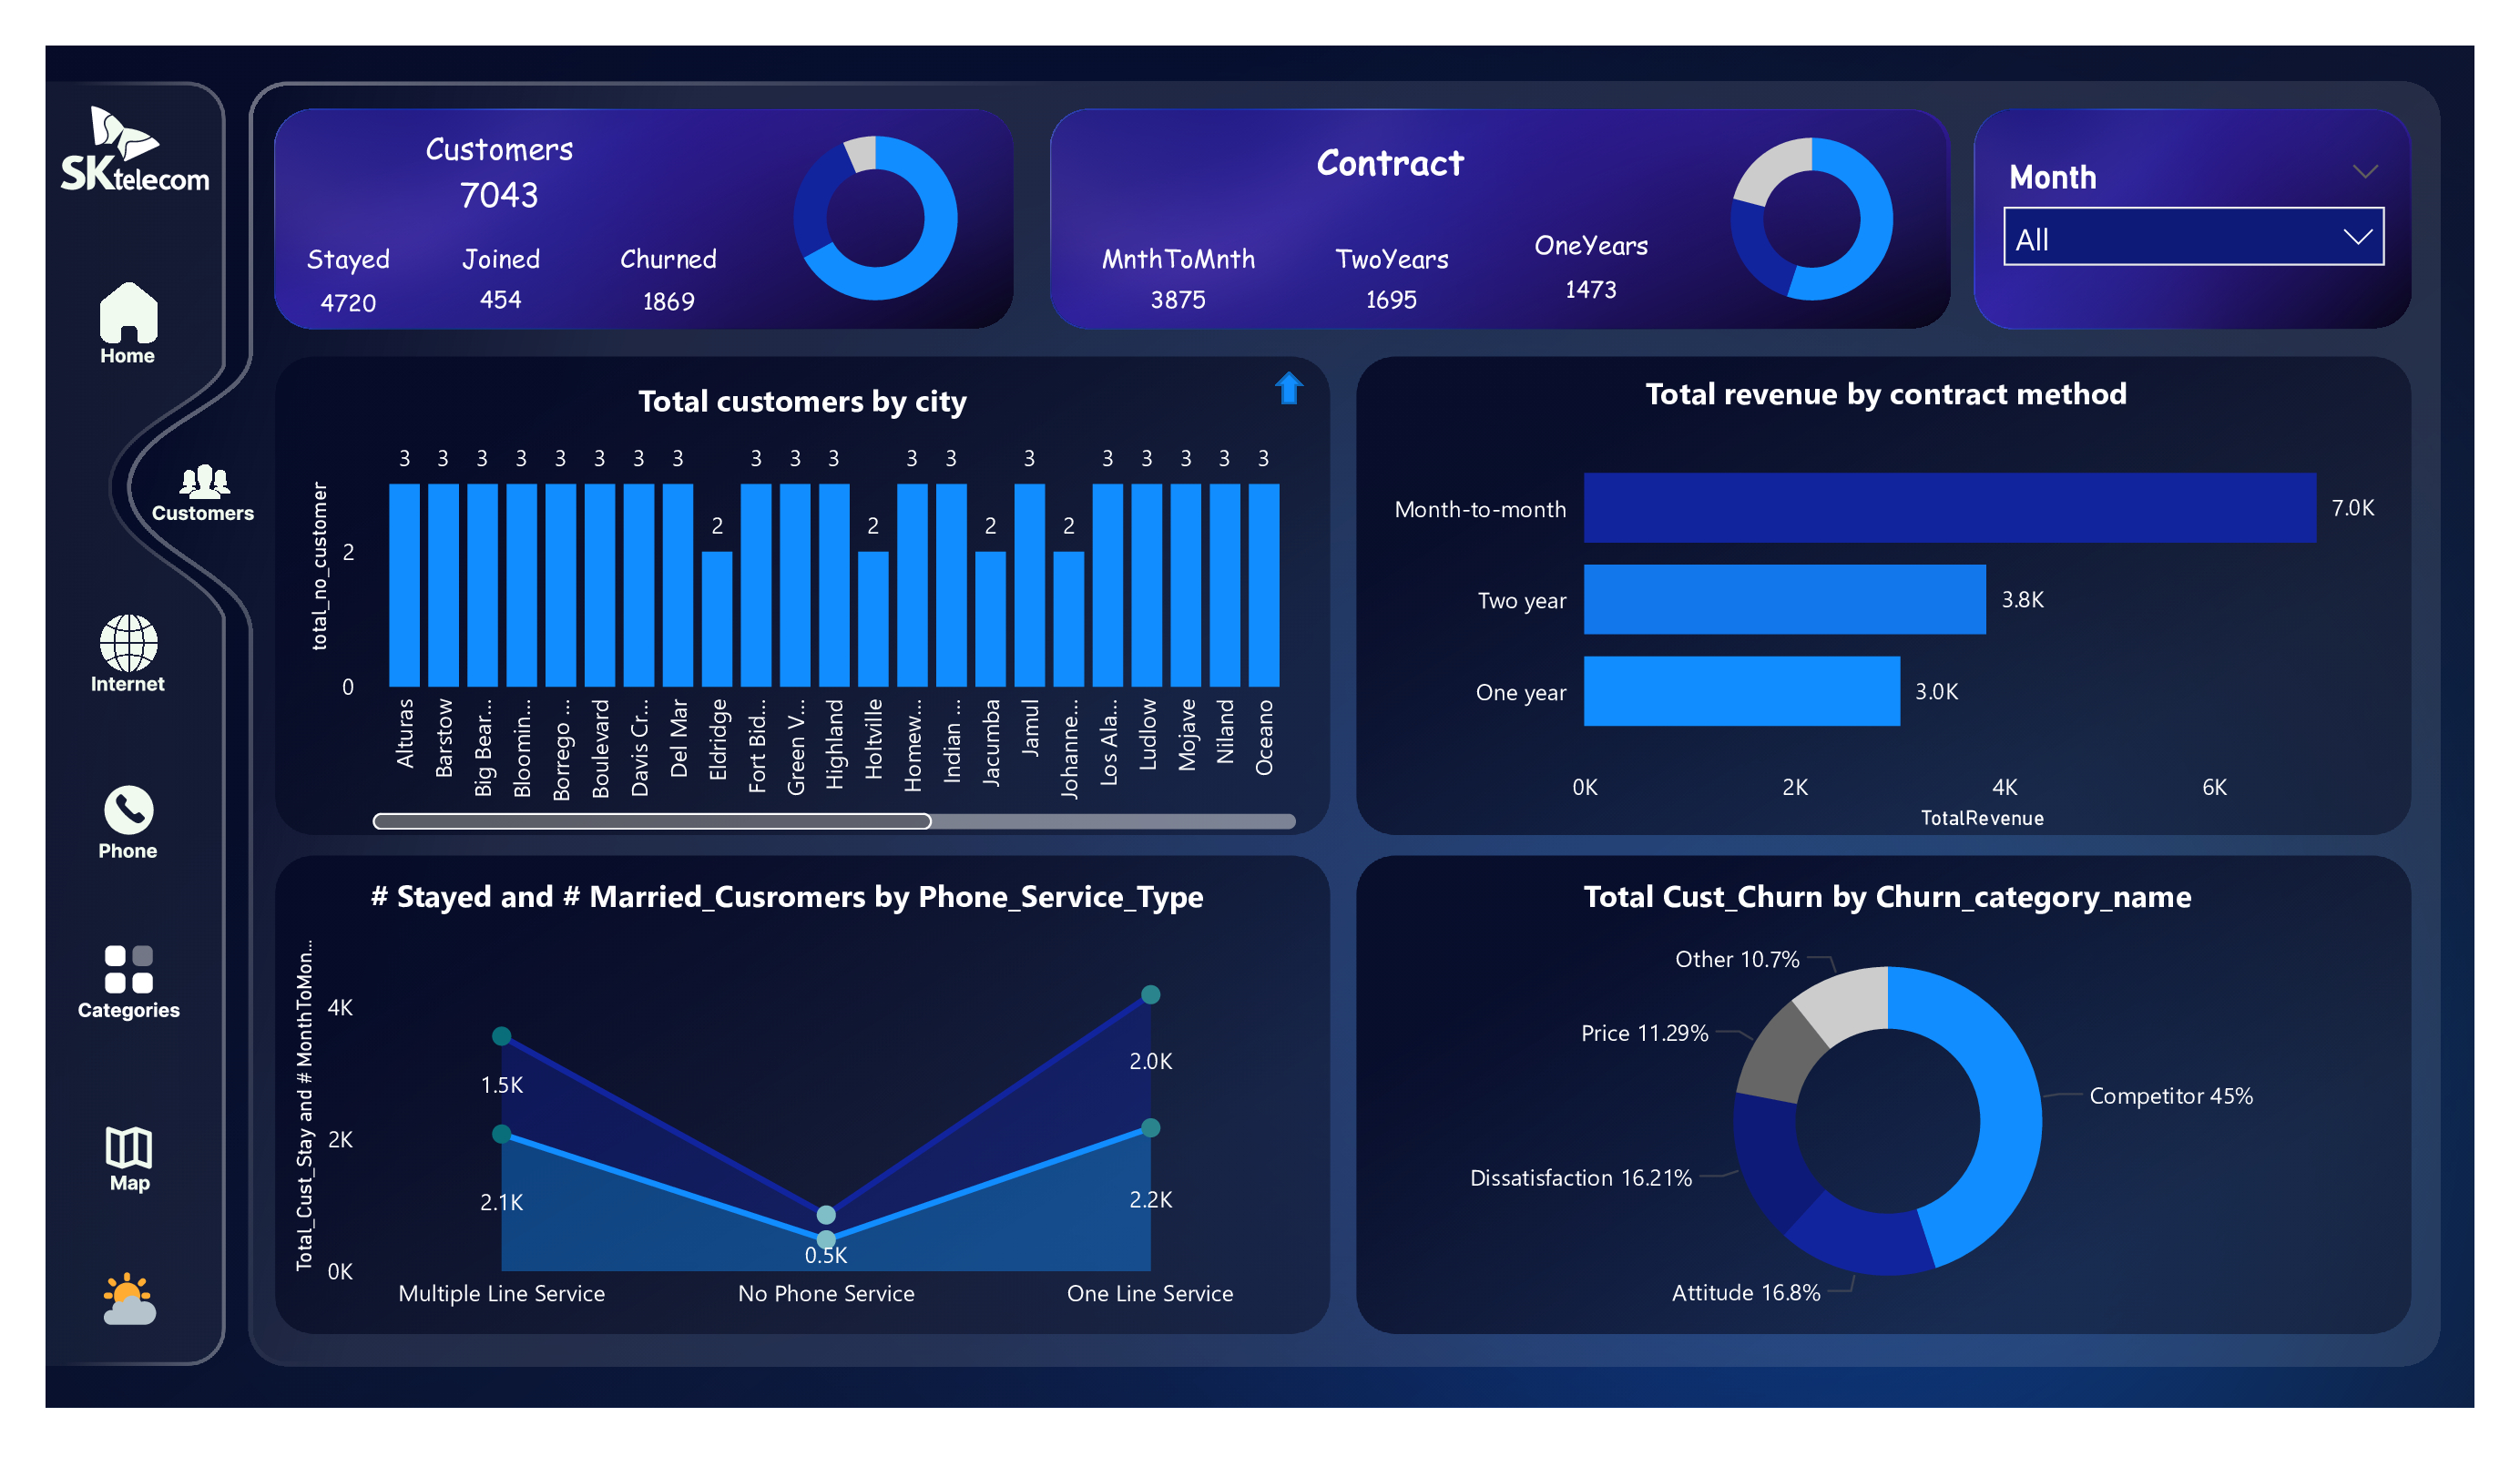 SK telecom
Home
Customers
Internet
Phone
Categories
Map
Customers
7043
Stayed
Joined
Churned
4720
454
1869
Contract
MnthToMnth
TwoYears
OneYears
3875
1695
1473
Month
All
Total customers by city
total_no_customer
2
0
3 3 3 3 3 3 3 3 2 3 3 3 2 3 3 2 3 2 3 3 3 3 3
Alturas
Barstow
Big Bear...
Bloomin...
Borrego ...
Boulevard
Davis Cr...
Del Mar
Eldridge
Fort Bid...
Green V...
Highland
Holtville
Homew...
Indian ...
Jacumba
Jamul
Johanne...
Los Ala...
Ludlow
Mojave
Niland
Oceano
Total revenue by contract method
Month-to-month
7.0K
Two year
3.8K
One year
3.0K
0K 2K 4K 6K
TotalRevenue
# Stayed and # Married_Cusromers by Phone_Service_Type
Total_Cust_Stay and # MonthToMon...
4K
2K
0K
1.5K
2.1K
0.5K
2.0K
2.2K
Multiple Line Service
No Phone Service
One Line Service
Total Cust_Churn by Churn_category_name
Other 10.7%
Price 11.29%
Competitor 45%
Dissatisfaction 16.21%
Attitude 16.8%